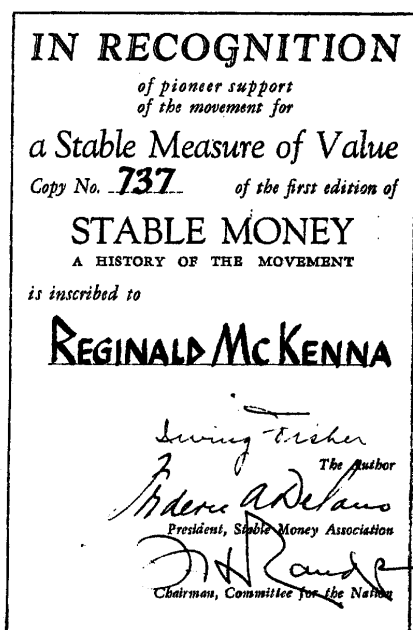 IN RECOGNITION
of pioneer support
of the movement for
a Stable Measure of Value
Copy No. 737 of the first edition of
STABLE MONEY
A HISTORY OF THE MOVEMENT
is inscribed to
REGINALD MCKENNA
Irving Fisher
The Author
Frederic A Delano
President, Stable Money Association
Chairman, Committee for the Nation